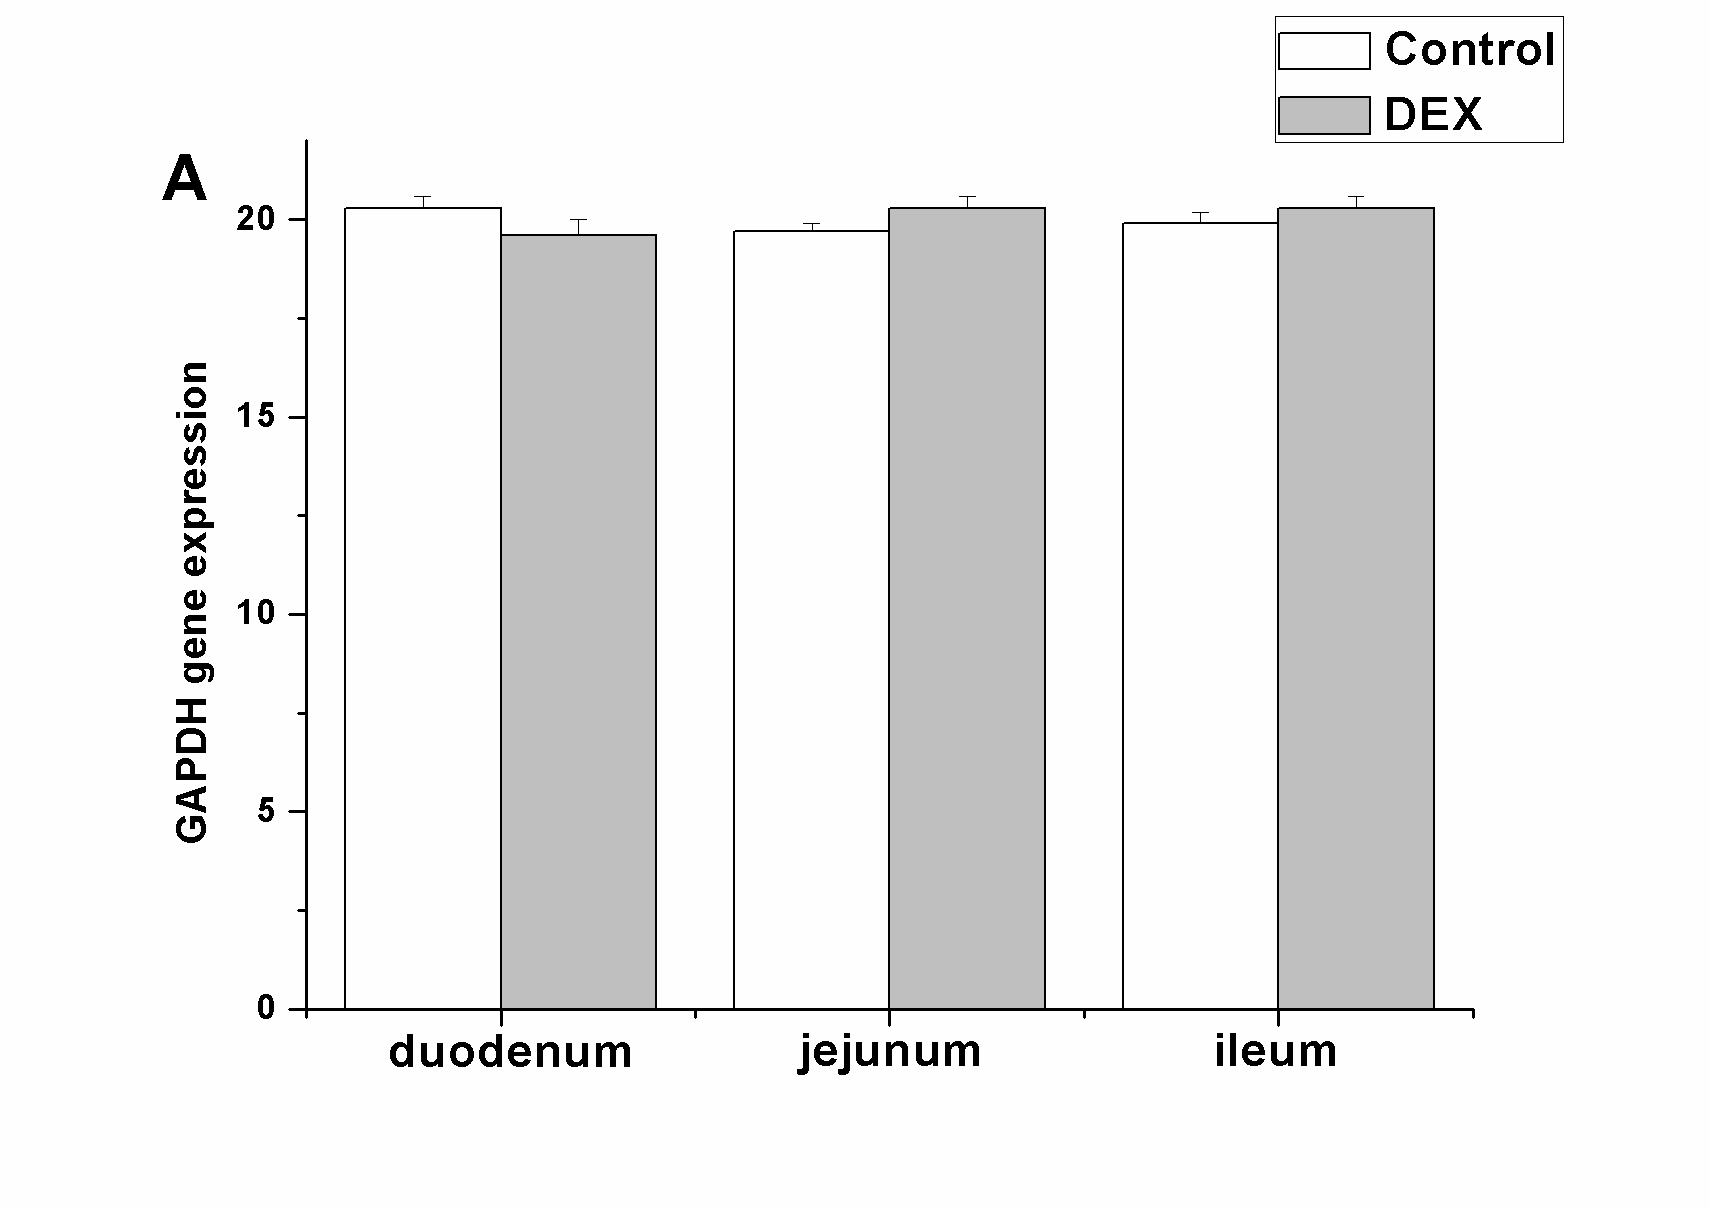 Control
DEX
A
20
15
10
5
0
GAPDH gene expression
duodenum
jejunum
ileum